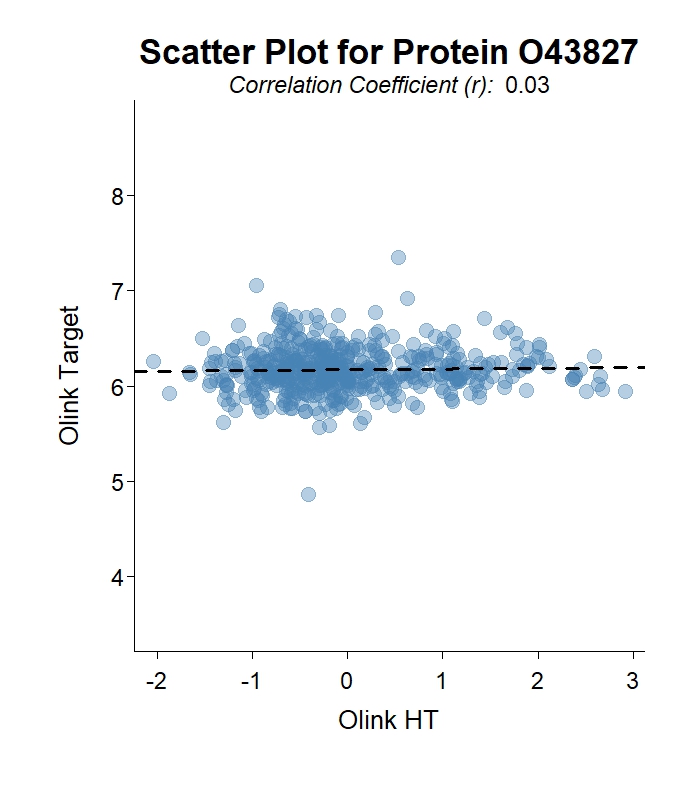 Scatter Plot for Protein O43827
Correlation Coefficient (r): 0.03
8
7
6
5
4
Olink Target
-2 -1 0 1 2 3
Olink HT